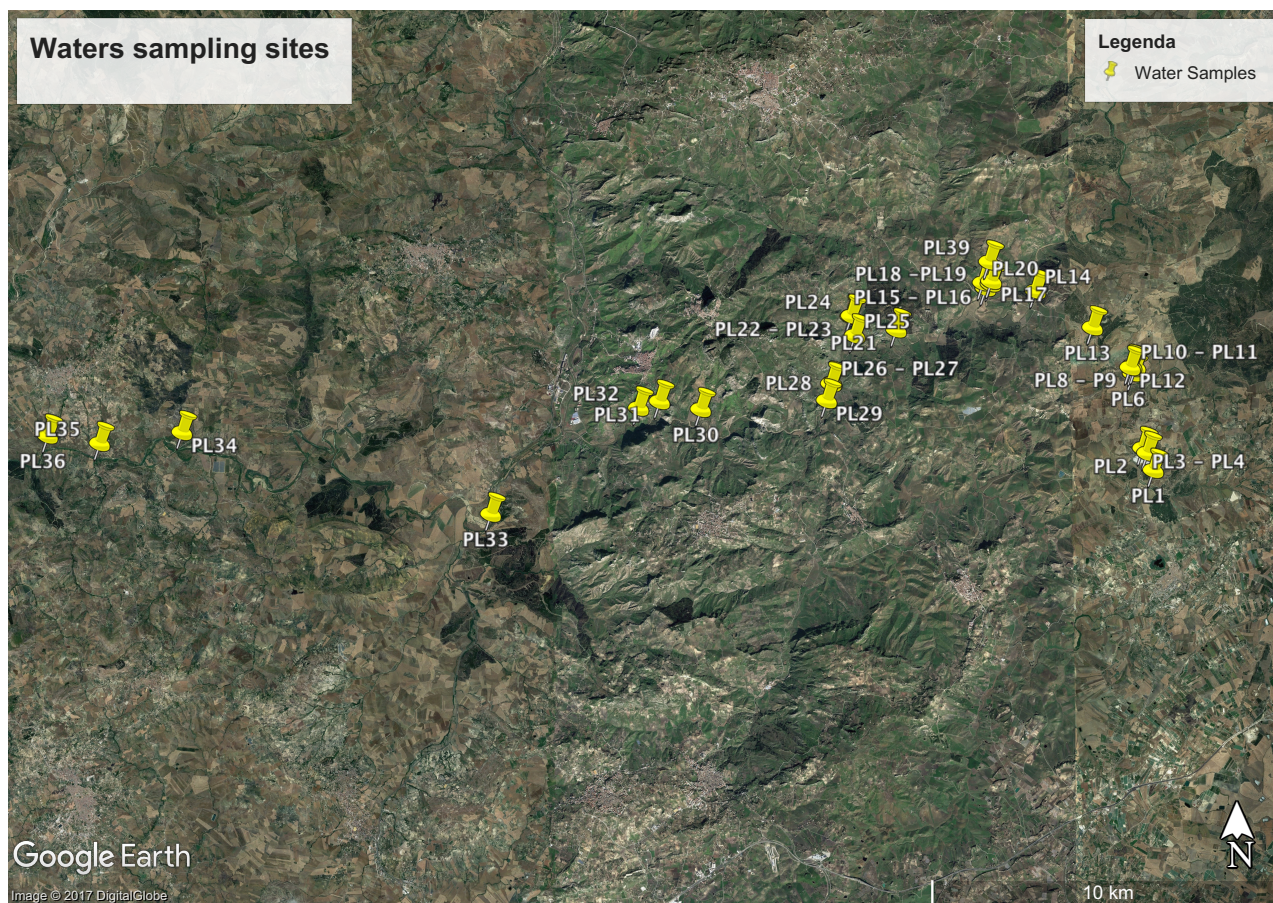 Waters sampling sites
Legenda
Water Samples
PL39
PL18 -PL19
PL20
PL14
PL24
PL15 - PL16
PL17
PL22 - PL23
PL25
PL21
PL13
PL10 - PL11
PL26 - PL27
PL28
PL8 - P9
PL12
PL32
PL6
PL31
PL29
PL35
PL30
PL34
PL36
PL2
PL3 - PL4
PL1
PL33
Google Earth
N
Image © 2017 DigitalGlobe
10 km